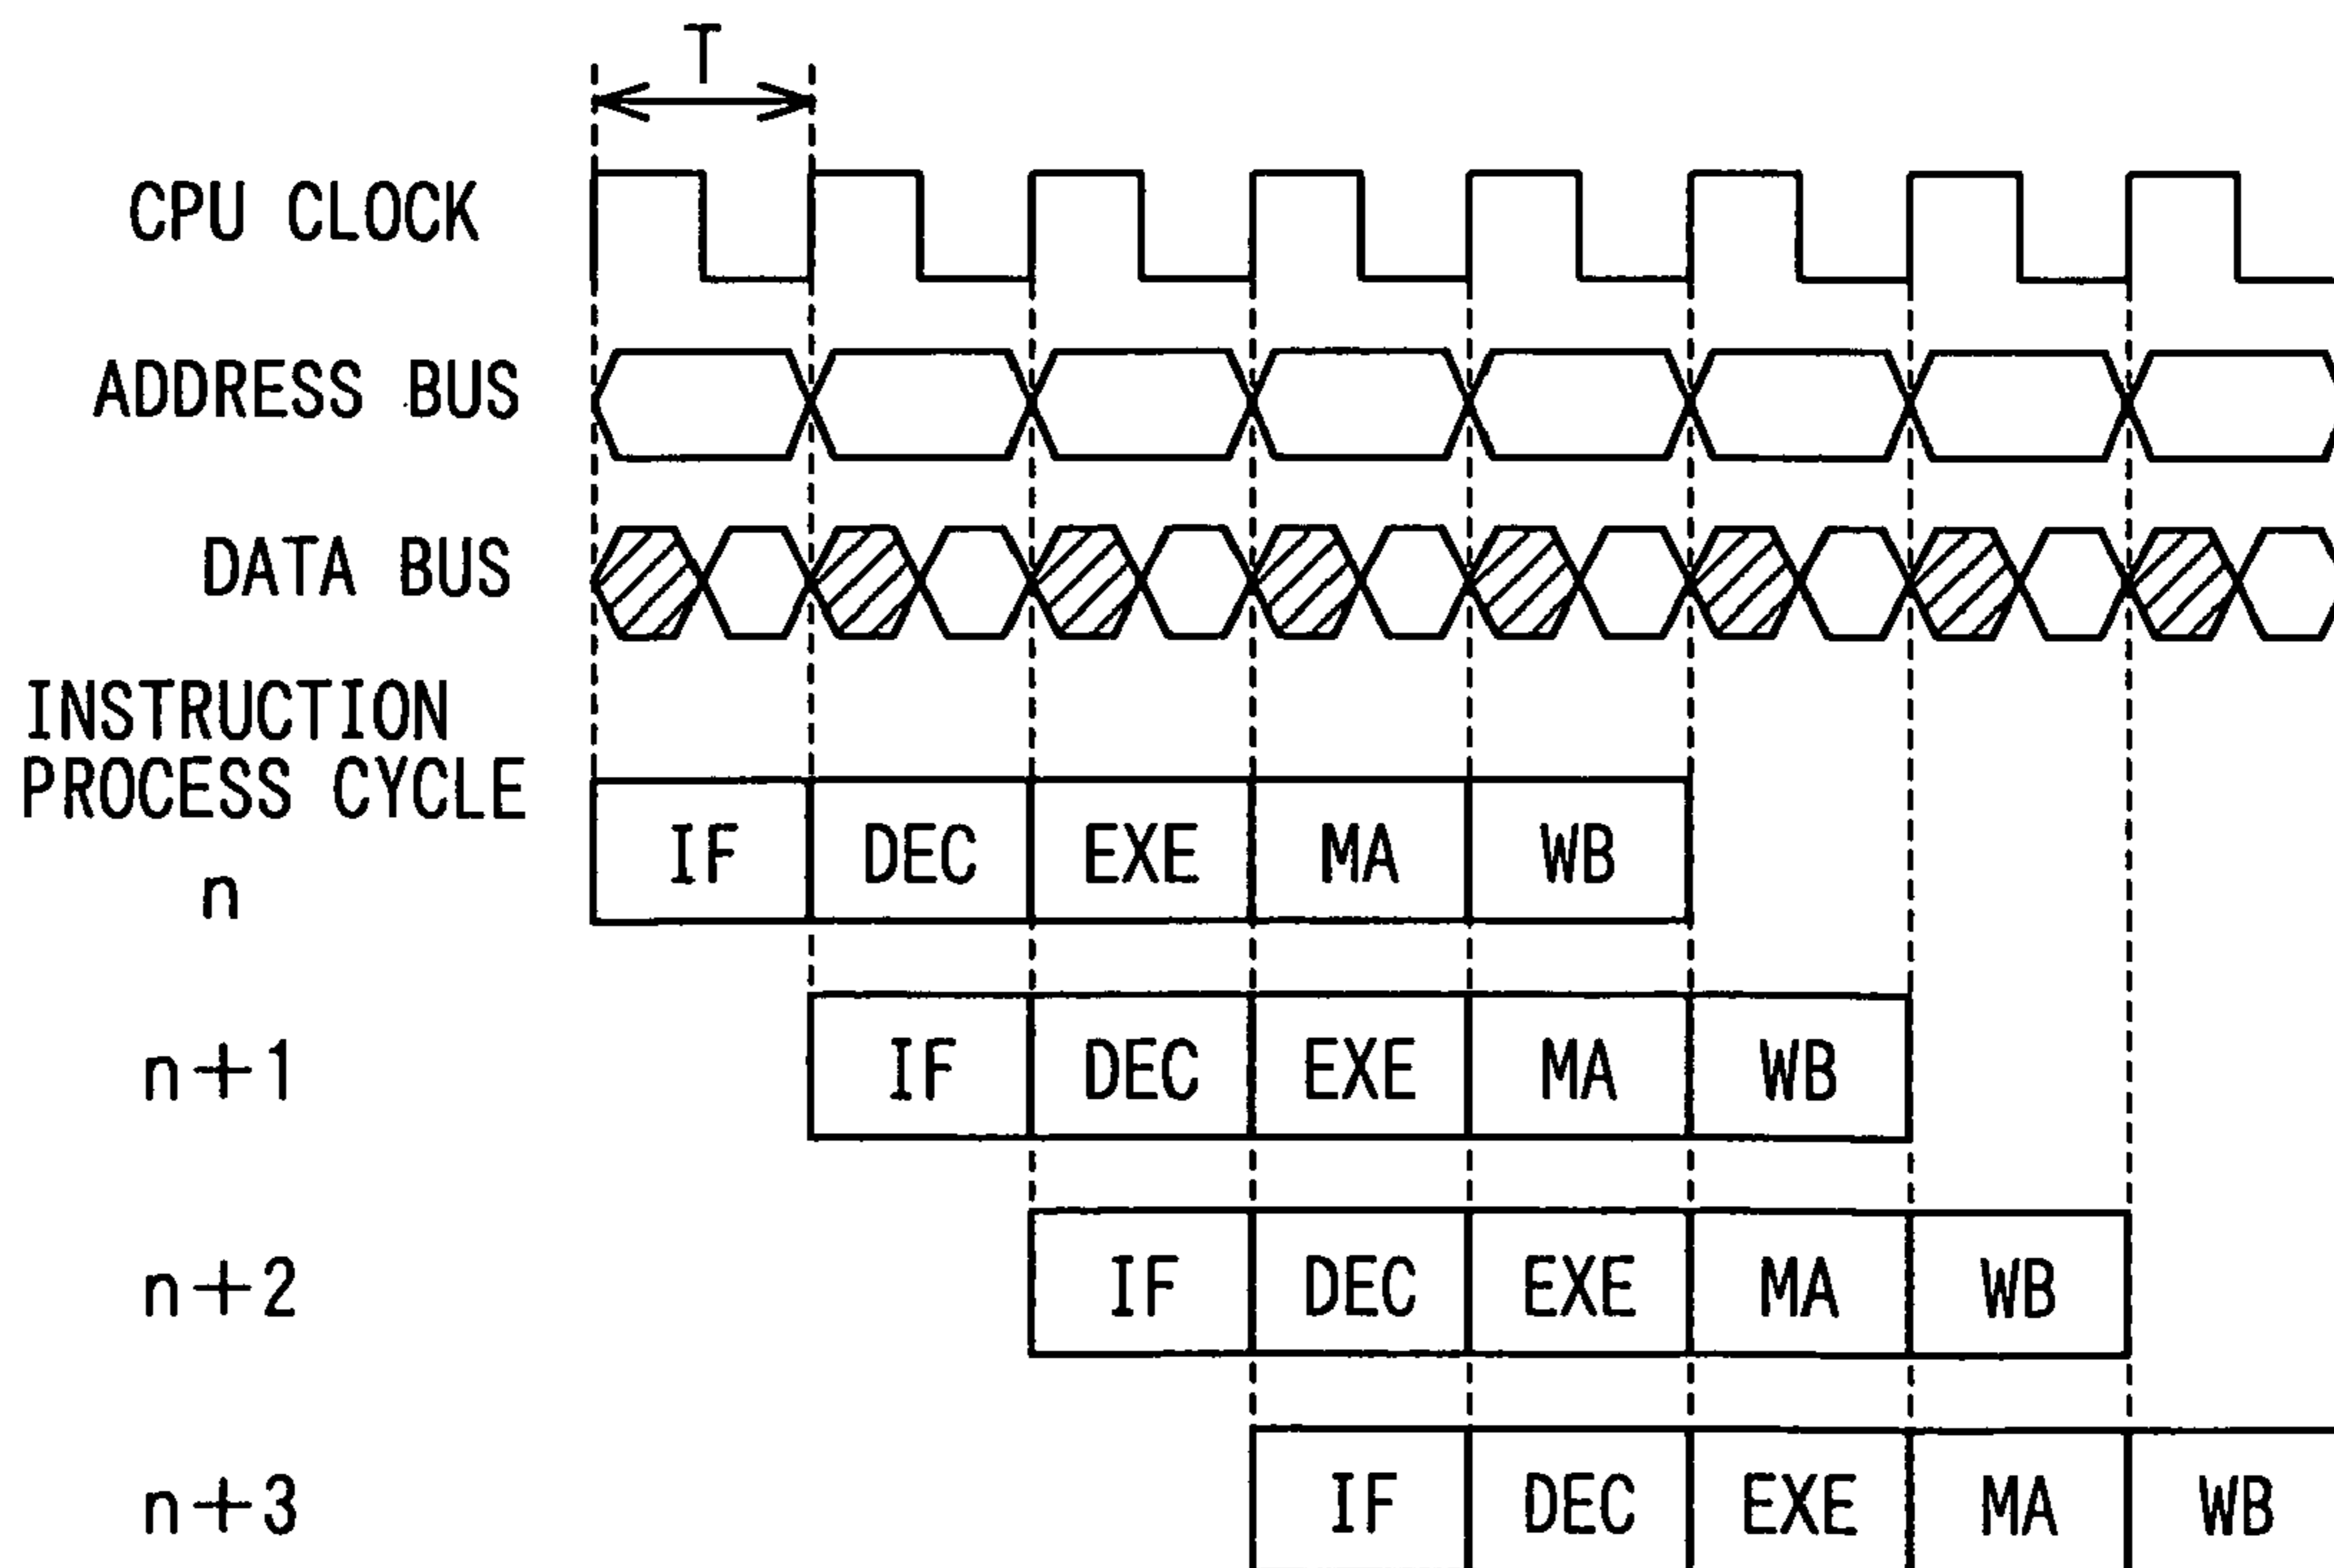 T
CPU CLOCK
ADDRESS BUS
DATA BUS
INSTRUCTION
PROCESS CYCLE
n IF DEC EXE MA WB
n+1 IF DEC EXE MA WB
n+2 IF DEC EXE MA WB
n+3 IF DEC EXE MA WB